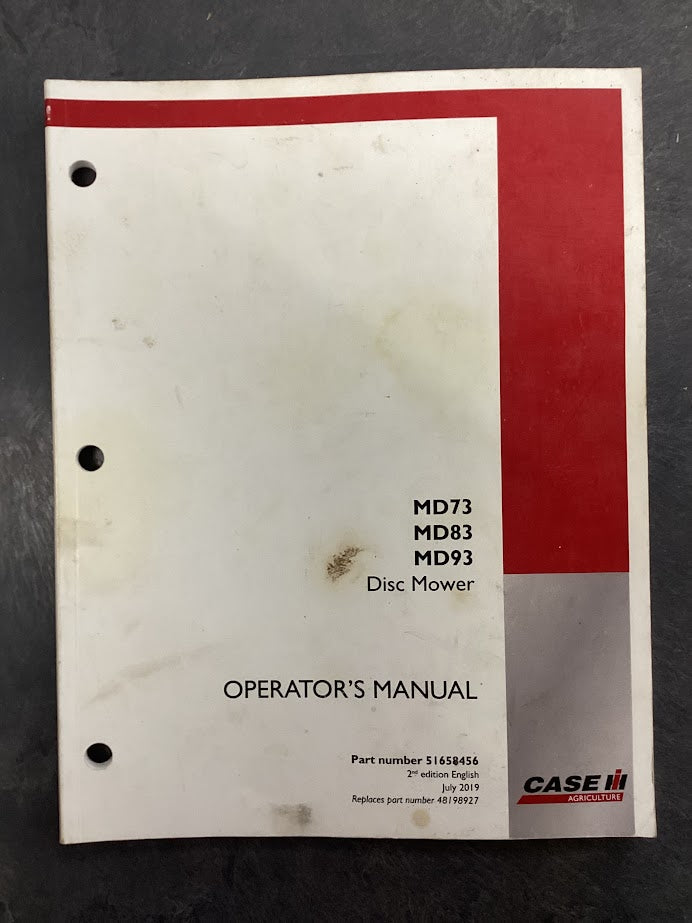 MD73
MD83
MD93
Disc Mower
OPERATOR'S MANUAL
Part number 51658456
2nd edition English
July 2019
Replaces part number 48198927
CASE IH
AGRICULTURE